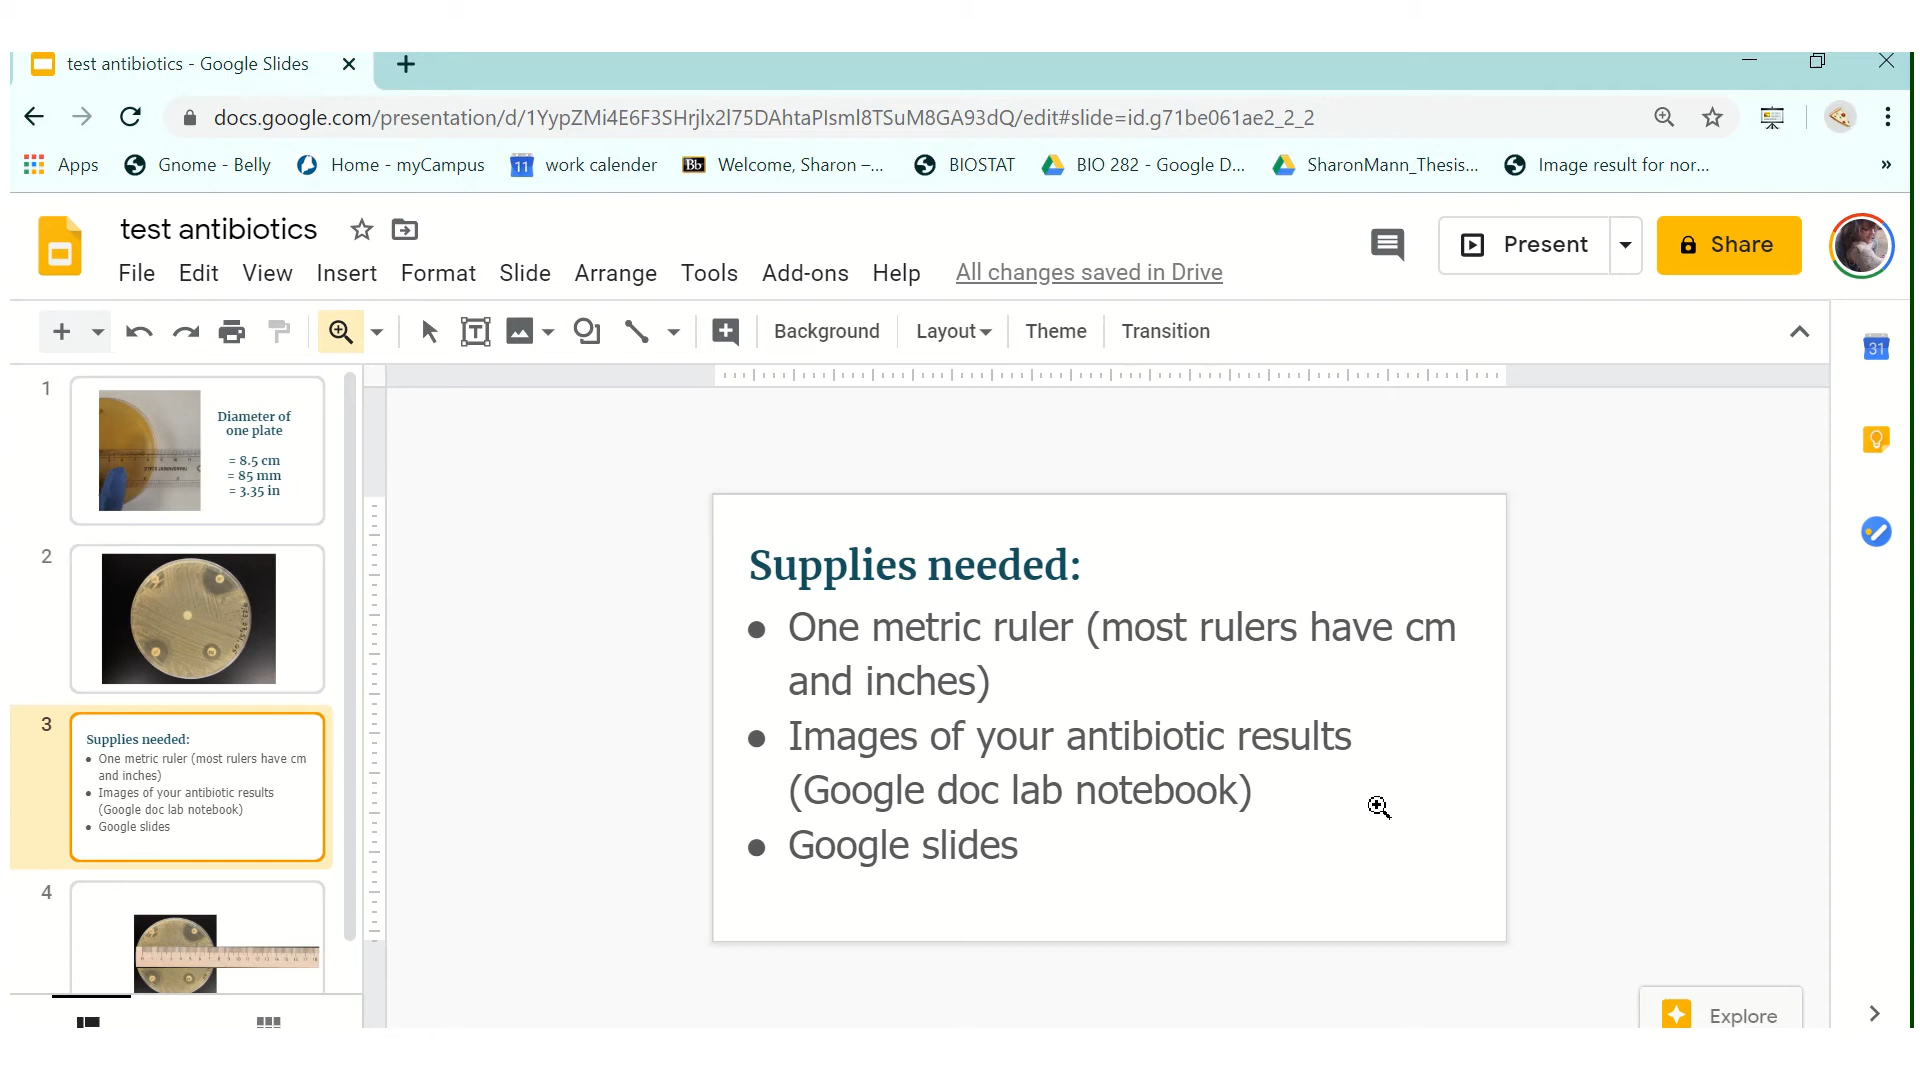 test antibiotics - Google Slides
docs.google.com/presentation/d/1YypZMi4E6F3SHrjlx2l75DAhtaPIsml8TSuM8GA93dQ/edit#slide=id.g71be061ae2_2_2
Apps Gnome - Belly Home - myCampus 11 work calender Bb Welcome, Sharon –... BIOSTAT BIO 282 - Google D... SharonMann_Thesis... Image result for nor... »
test antibiotics
Present
Share
File Edit View Insert Format Slide Arrange Tools Add-ons Help All changes saved in Drive
Background Layout Theme Transition
31
1
Diameter of
one plate
= 8.5 cm
= 85 mm
= 3.35 in
2
3
Supplies needed:
● One metric ruler (most rulers have cm
and inches)
● Images of your antibiotic results
(Google doc lab notebook)
● Google slides
4
Supplies needed:
● One metric ruler (most rulers have cm
and inches)
● Images of your antibiotic results
(Google doc lab notebook)
● Google slides
Explore